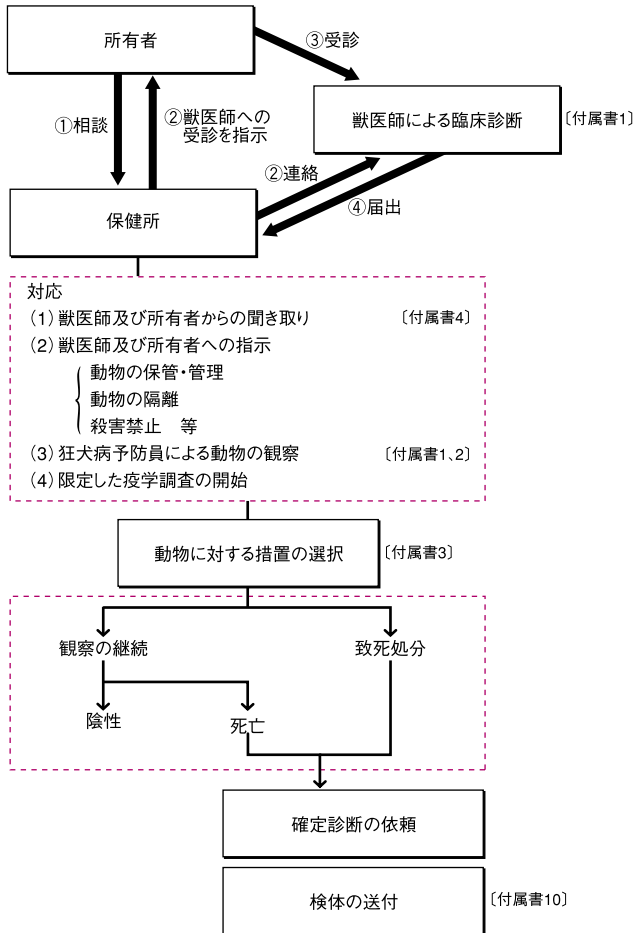 所有者
③受診
①相談
②獣医師への
受診を指示
獣医師による臨床診断
〔付属書1〕
②連絡
④届出
保健所
対応
(1)獣医師及び所有者からの聞き取り 〔付属書4〕
(2)獣医師及び所有者への指示
動物の保管・管理
動物の隔離
殺害禁止 等
(3)狂犬病予防員による動物の観察 〔付属書1、2〕
(4)限定した疫学調査の開始
動物に対する措置の選択 〔付属書3〕
観察の継続 致死処分
陰性 死亡
確定診断の依頼
検体の送付 〔付属書10〕